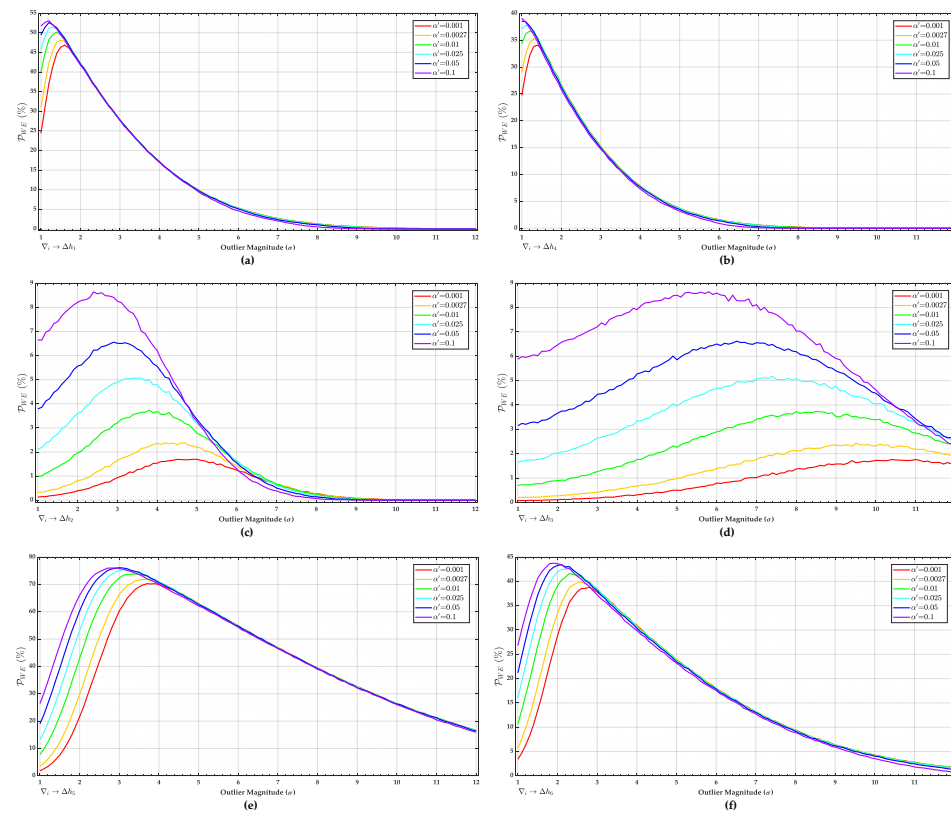 55
50
45
40
35
30
25
20
15
10
5
0
𝒫_WE (%)
α′=0.001
α′=0.0027
α′=0.01
α′=0.025
α′=0.05
α′=0.1
1 2 3 4 5 6 7 8 9 10 11 12
∇ᵢ → Δh₁ Outlier Magnitude (σ)
(a)
40
35
30
25
20
15
10
5
0
𝒫_WE (%)
α′=0.001
α′=0.0027
α′=0.01
α′=0.025
α′=0.05
α′=0.1
1 2 3 4 5 6 7 8 9 10 11
∇ᵢ → Δh₄ Outlier Magnitude (σ)
(b)
9
8
7
6
5
4
3
2
1
0
𝒫_WE (%)
α′=0.001
α′=0.0027
α′=0.01
α′=0.025
α′=0.05
α′=0.1
1 2 3 4 5 6 7 8 9 10 11 12
∇ᵢ → Δh₂ Outlier Magnitude (σ)
(c)
9
8
7
6
5
4
3
2
1
0
𝒫_WE (%)
α′=0.001
α′=0.0027
α′=0.01
α′=0.025
α′=0.05
α′=0.1
1 2 3 4 5 6 7 8 9 10 11
∇ᵢ → Δh₃ Outlier Magnitude (σ)
(d)
80
70
60
50
40
30
20
10
0
𝒫_WE (%)
α′=0.001
α′=0.0027
α′=0.01
α′=0.025
α′=0.05
α′=0.1
1 2 3 4 5 6 7 8 9 10 11 12
∇ᵢ → Δh₅ Outlier Magnitude (σ)
(e)
45
40
35
30
25
20
15
10
5
0
𝒫_WE (%)
α′=0.001
α′=0.0027
α′=0.01
α′=0.025
α′=0.05
α′=0.1
1 2 3 4 5 6 7 8 9 10 11
∇ᵢ → Δh₆ Outlier Magnitude (σ)
(f)